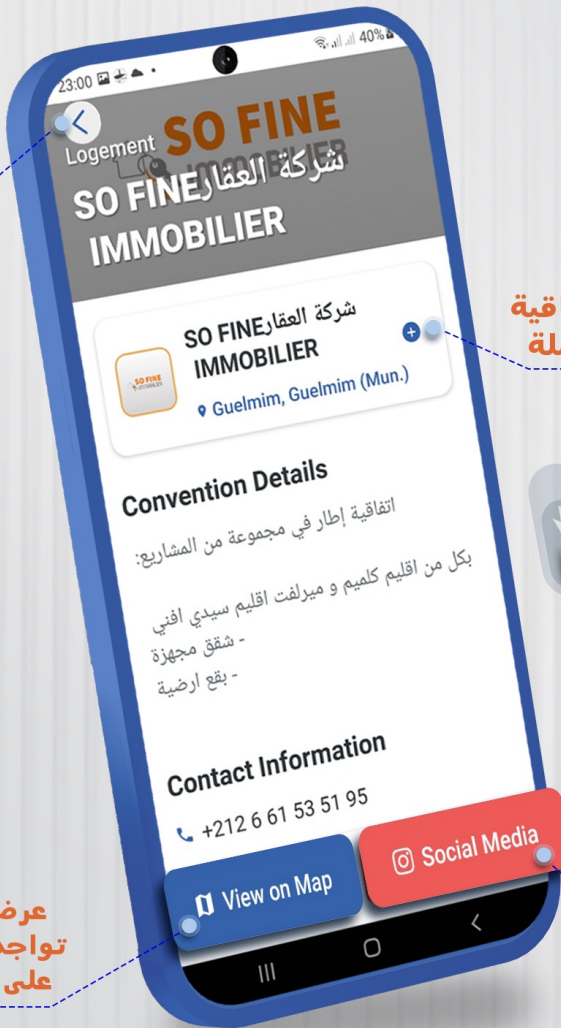 23:00
40%
SO FINE
IMMOBILIER
Logement
SO FINEشركة العقار
IMMOBILIER
SO FINE
IMMOBILIER
SO FINEشركة العقار
IMMOBILIER
Guelmim, Guelmim (Mun.)
Convention Details
اتفاقية إطار في مجموعة من المشاريع:
بكل من اقليم كلميم و ميرلفت اقليم سيدي افني
- شقق مجهزة
- بقع ارضية
Contact Information
+212 6 61 53 51 95
View on Map
Social Media
على